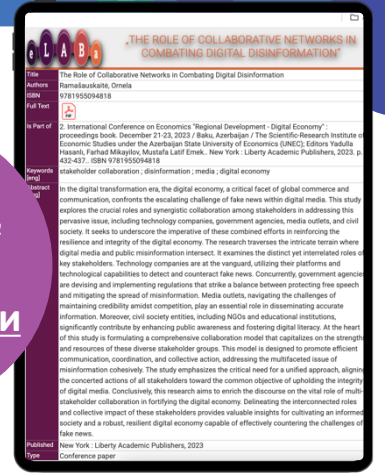 eLABa
„THE ROLE OF COLLABORATIVE NETWORKS IN
COMBATING DIGITAL DISINFORMATION“
Title The Role of Collaborative Networks in Combating Digital Disinformation
Authors Ramašauskaitė, Ornela
ISBN 9781955094818
Full Text
PDF
Is Part of 2. International Conference on Economics "Regional Development - Digital Economy" :
proceedings book. December 21-23, 2023 / Baku, Azerbaijan / The Scientific-Research Institute of
Economic Studies under the Azerbaijan State University of Economics (UNEC); Editors Yadulla
Hasanli, Farhad Mikayilov, Mustafa Latif Emek.. New York : Liberty Academic Publishers, 2023. p.
432-437.. ISBN 9781955094818
Keywords stakeholder collaboration ; disinformation ; media ; digital economy
[eng]
Abstract In the digital transformation era, the digital economy, a critical facet of global commerce and
communication, confronts the escalating challenge of fake news within digital media. This study
explores the crucial roles and synergistic collaboration among stakeholders in addressing this
pervasive issue, including technology companies, government agencies, media outlets, and civil
society. It seeks to underscore the imperative of these combined efforts in reinforcing the
resilience and integrity of the digital economy. The research traverses the intricate terrain where
digital media and public misinformation intersect. It examines the distinct yet interrelated roles of
key stakeholders. Technology companies are at the vanguard, utilizing their platforms and
technological capabilities to detect and counteract fake news. Concurrently, government agencies
are devising and implementing regulations that strike a balance between protecting free speech
and mitigating the spread of misinformation. Media outlets, navigating the challenges of
maintaining credibility amidst competition, play an essential role in disseminating accurate
information. Moreover, civil society entities, including NGOs and educational institutions,
significantly contribute by enhancing public awareness and fostering digital literacy. At the heart
of this study is formulating a comprehensive collaboration model that capitalizes on the strengths
and resources of these diverse stakeholder groups. This model is designed to promote efficient
communication, coordination, and collective action, addressing the multifaceted issue of
misinformation cohesively. The study emphasizes the critical need for a unified approach, aligning
the concerted actions of all stakeholders toward the common objective of upholding the integrity
of digital media. Conclusively, this research aims to enrich the discourse on the vital role of multi-
stakeholder collaboration in fortifying the digital economy. Delineating the interconnected roles
and collective impact of these stakeholders provides valuable insights for cultivating an informed
society and a robust, resilient digital economy capable of effectively countering the challenges of
fake news.
Published New York : Liberty Academic Publishers, 2023
Type Conference paper
и